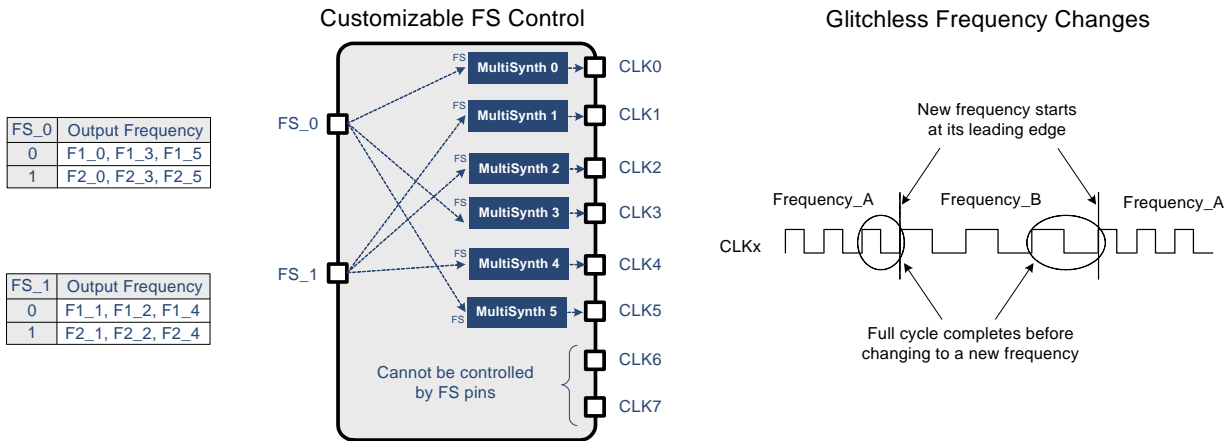 Customizable FS Control
Glitchless Frequency Changes
FS_0 Output Frequency
0 F1_0, F1_3, F1_5
1 F2_0, F2_3, F2_5
FS_1 Output Frequency
0 F1_1, F1_2, F1_4
1 F2_1, F2_2, F2_4
FS_0
FS_1
FS
MultiSynth 0
CLK0
FS
MultiSynth 1
CLK1
FS
MultiSynth 2
CLK2
FS
MultiSynth 3
CLK3
FS
MultiSynth 4
CLK4
FS
MultiSynth 5
CLK5
Cannot be controlled
by FS pins
CLK6
CLK7
New frequency starts
at its leading edge
Frequency_A
Frequency_B
Frequency_A
CLKx
Full cycle completes before
changing to a new frequency